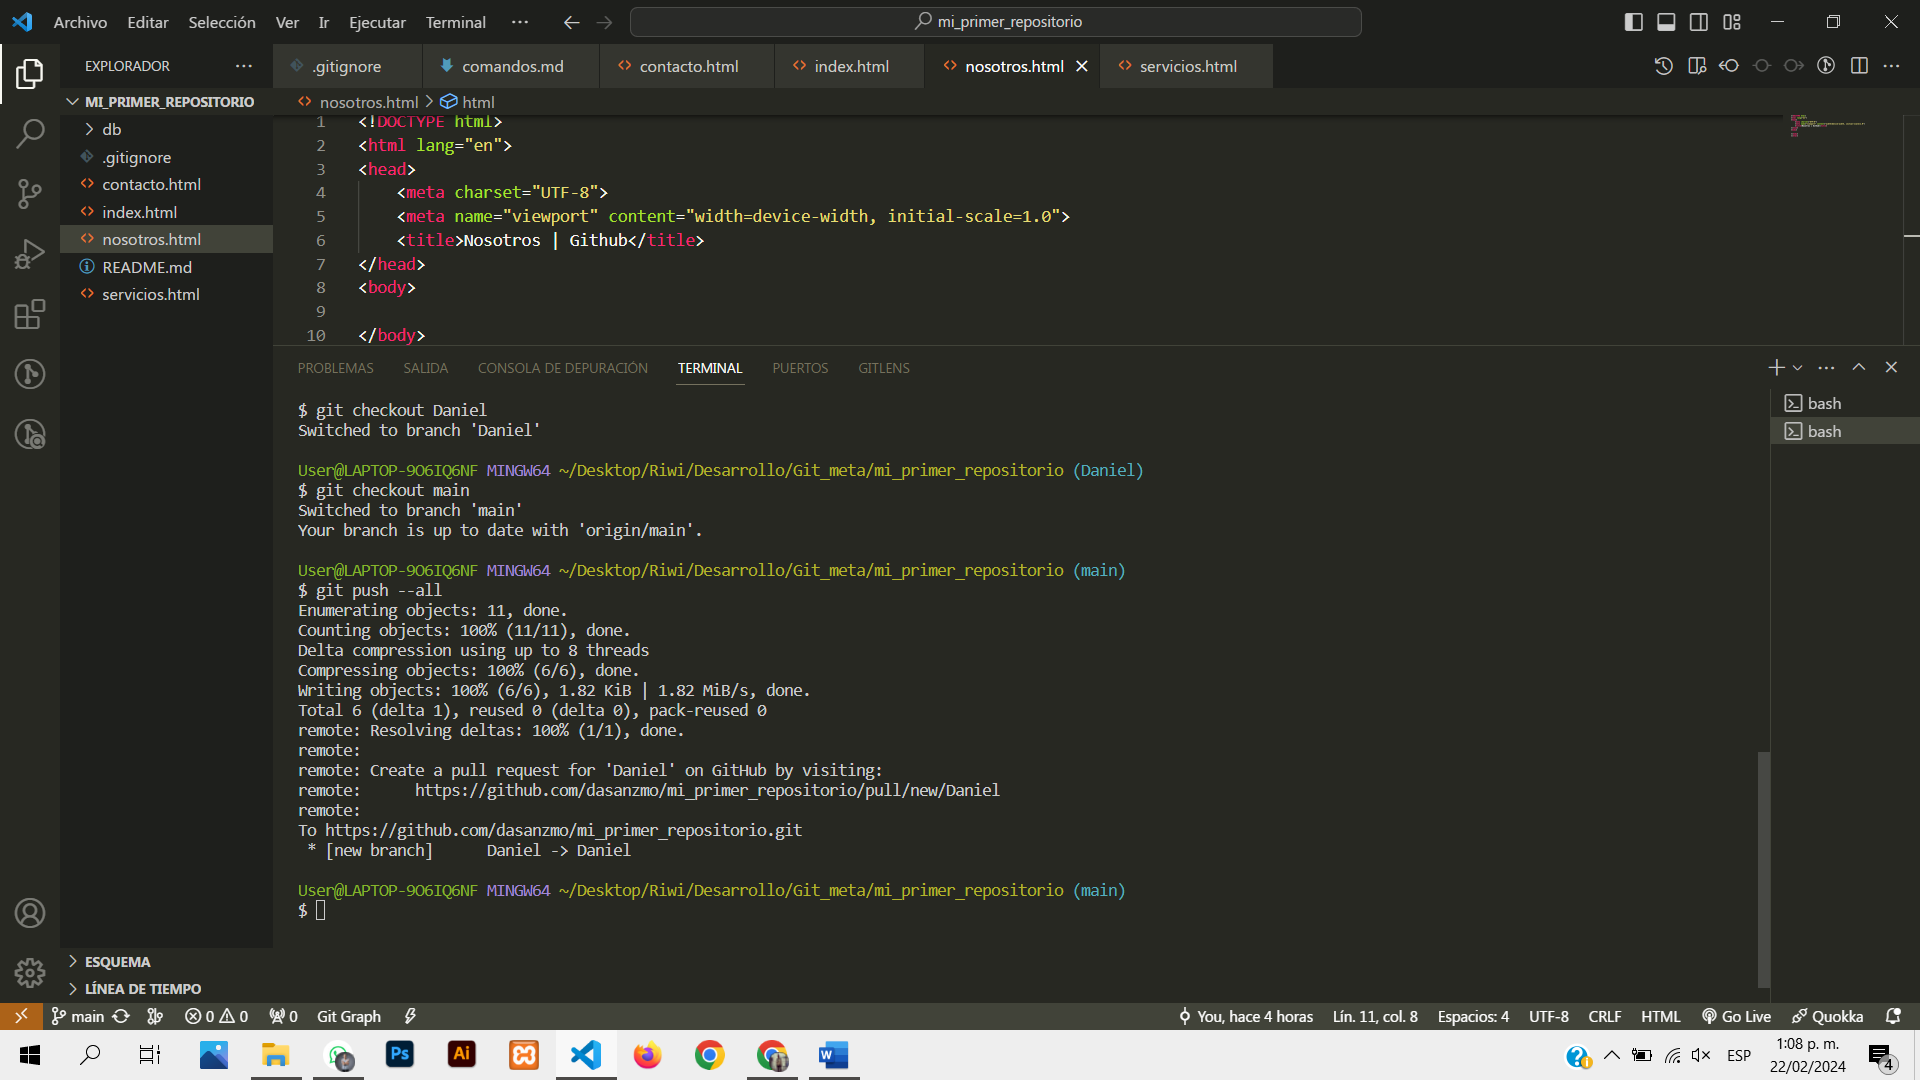 Archivo Editar Selección Ver Ir Ejecutar Terminal ··· mi_primer_repositorio
EXPLORADOR ···
.gitignore comandos.md contacto.html index.html nosotros.html servicios.html
MI_PRIMER_REPOSITORIO
db
.gitignore
contacto.html
index.html
nosotros.html
README.md
servicios.html
nosotros.html > html
1 <!DOCTYPE html>
2 <html lang="en">
3 <head>
4 <meta charset="UTF-8">
5 <meta name="viewport" content="width=device-width, initial-scale=1.0">
6 <title>Nosotros | Github</title>
7 </head>
8 <body>
9
10 </body>
PROBLEMAS SALIDA CONSOLA DE DEPURACIÓN TERMINAL PUERTOS GITLENS
bash
bash
$ git checkout Daniel
Switched to branch 'Daniel'
User@LAPTOP-9O6IQ6NF MINGW64 ~/Desktop/Riwi/Desarrollo/Git_meta/mi_primer_repositorio (Daniel)
$ git checkout main
Switched to branch 'main'
Your branch is up to date with 'origin/main'.
User@LAPTOP-9O6IQ6NF MINGW64 ~/Desktop/Riwi/Desarrollo/Git_meta/mi_primer_repositorio (main)
$ git push --all
Enumerating objects: 11, done.
Counting objects: 100% (11/11), done.
Delta compression using up to 8 threads
Compressing objects: 100% (6/6), done.
Writing objects: 100% (6/6), 1.82 KiB | 1.82 MiB/s, done.
Total 6 (delta 1), reused 0 (delta 0), pack-reused 0
remote: Resolving deltas: 100% (1/1), done.
remote:
remote: Create a pull request for 'Daniel' on GitHub by visiting:
remote: https://github.com/dasanzmo/mi_primer_repositorio/pull/new/Daniel
remote:
To https://github.com/dasanzmo/mi_primer_repositorio.git
* [new branch] Daniel -> Daniel
User@LAPTOP-9O6IQ6NF MINGW64 ~/Desktop/Riwi/Desarrollo/Git_meta/mi_primer_repositorio (main)
$
ESQUEMA
LÍNEA DE TIEMPO
main 0 0 0 Git Graph You, hace 4 horas Lín. 11, col. 8 Espacios: 4 UTF-8 CRLF HTML Go Live Quokka
Ps Ai W ESP
1:08 p. m.
22/02/2024
4